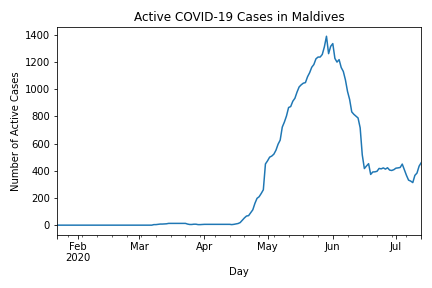 Active COVID-19 Cases in Maldives
Number of Active Cases
1400
1200
1000
800
600
400
200
0
Feb
2020
Mar
Apr
May
Jun
Jul
Day